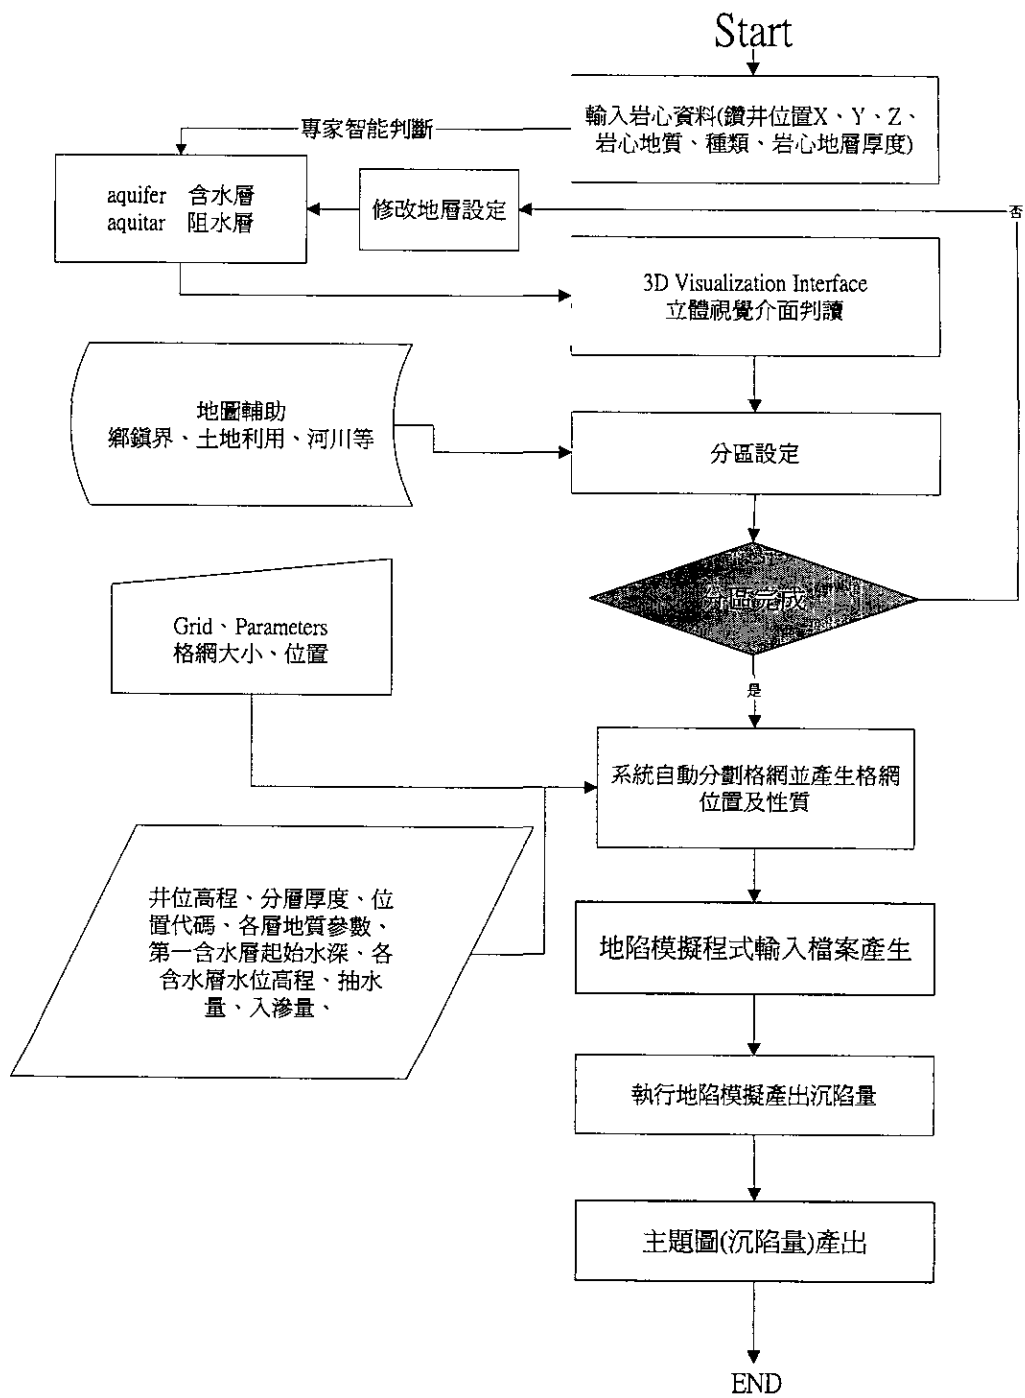 Start
輸入岩心資料(鑽井位置X、Y、Z、
岩心地質、種類、岩心地層厚度)
專家智能判斷
aquifer 含水層
aquitar 阻水層
修改地層設定
否
3D Visualization Interface
立體視覺介面判讀
地圖輔助
鄉鎮界、土地利用、河川等
分區設定
分區完成
Grid、Parameters
格網大小、位置
是
系統自動分劃格網並產生格網
位置及性質
井位高程、分層厚度、位
置代碼、各層地質參數、
第一含水層起始水深、各
含水層水位高程、抽水
量、入滲量、
地陷模擬程式輸入檔案產生
執行地陷模擬產出沉陷量
主題圖(沉陷量)產出
END